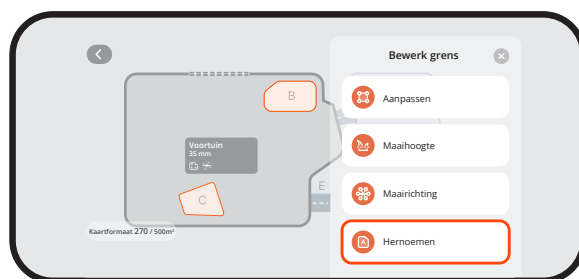 Bewerk grens
B
Aanpassen
Voortuin
35 mm
Maaihoogte
E
Maairichting
C
Kaartformaat 270 / 500m²
A
Hernoemen